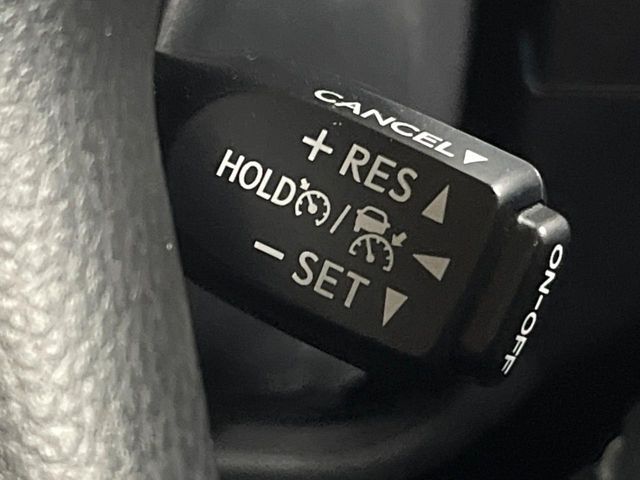 CANCEL▼
+ RES ▲
HOLD / ◀
− SET ▼
ON-OFF